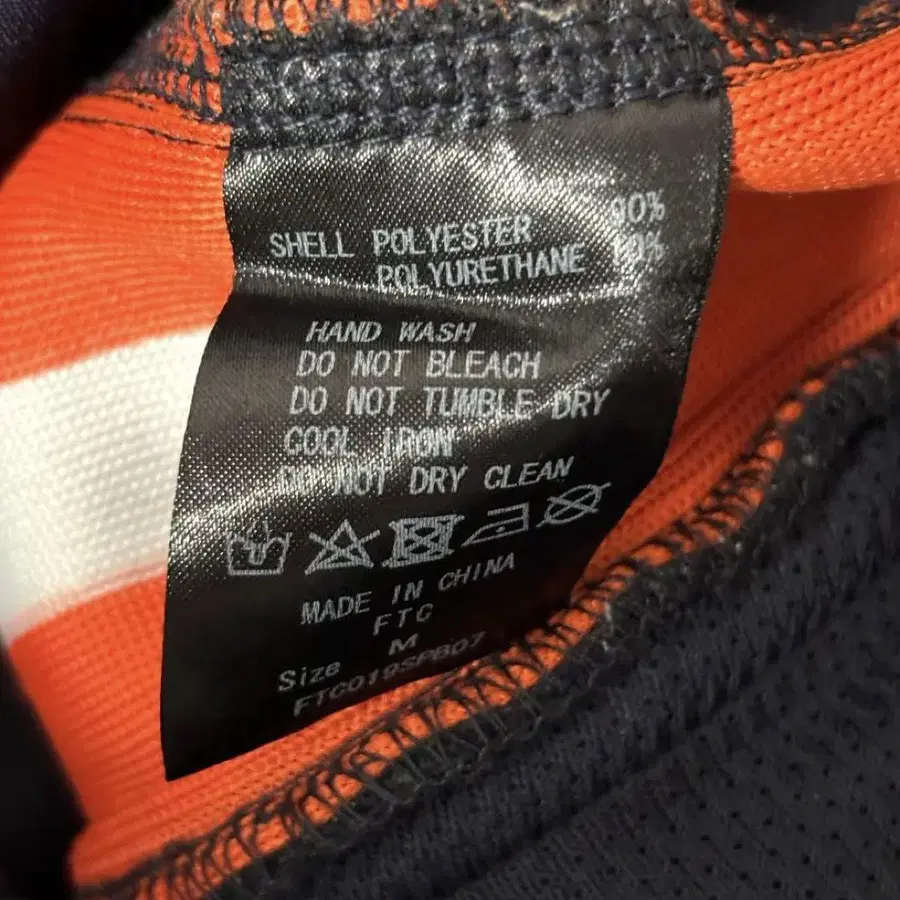 SHELL POLYESTER 90%
POLYURETHANE 10%
HAND WASH
DO NOT BLEACH
DO NOT TUMBLE DRY
COOL IRON
DO NOT DRY CLEAN
MADE IN CHINA
FTC
Size M
FTC019SPB07